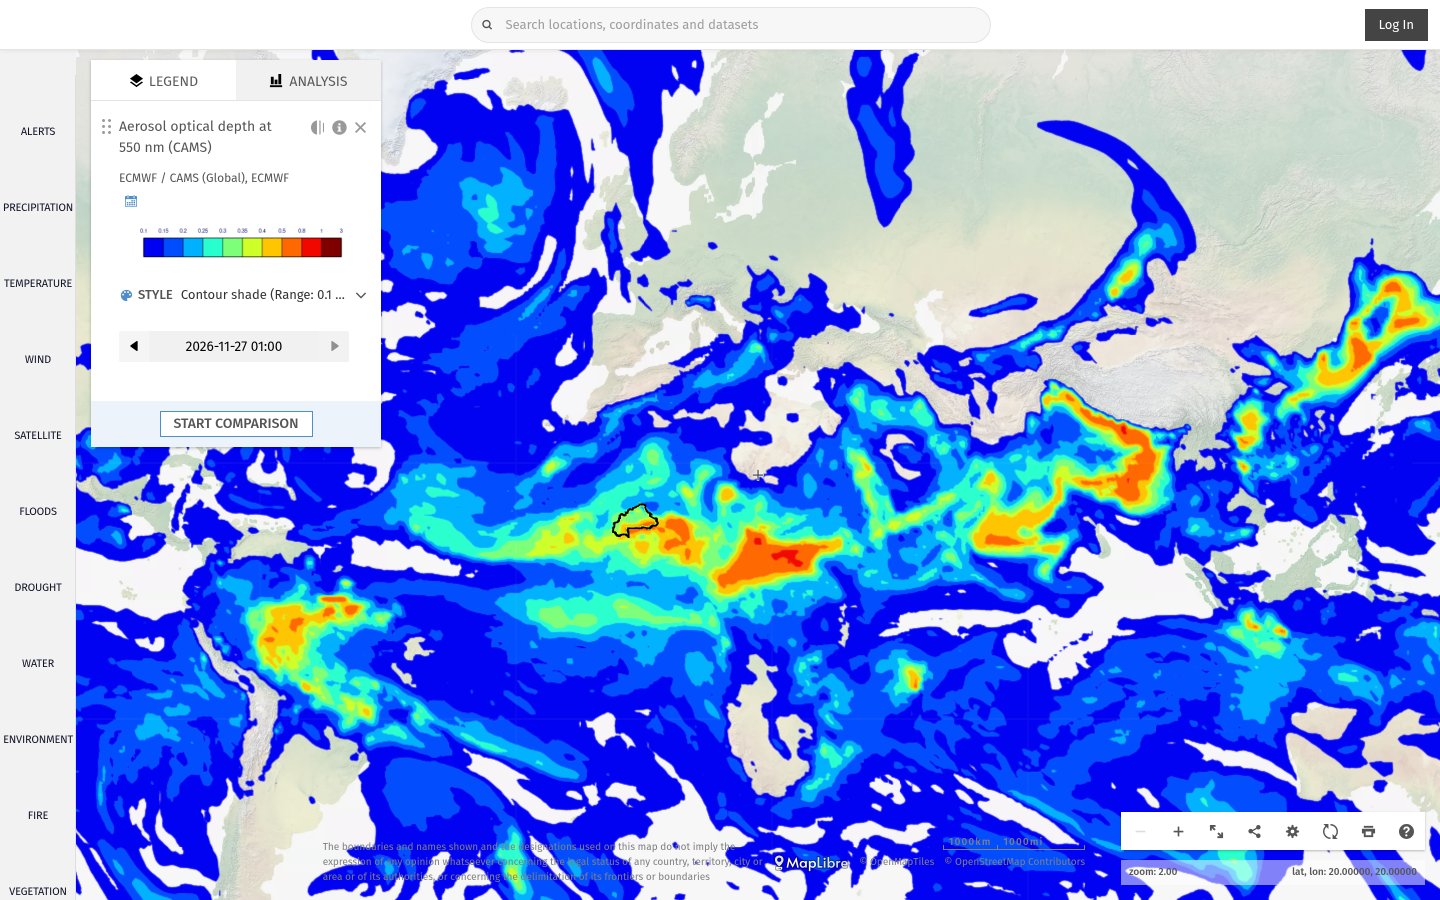 Search locations, coordinates and datasets
Log In
LEGEND
ANALYSIS
ALERTS
PRECIPITATION
TEMPERATURE
WIND
SATELLITE
FLOODS
DROUGHT
WATER
ENVIRONMENT
FIRE
VEGETATION
Aerosol optical depth at
550 nm (CAMS)
ECMWF / CAMS (Global), ECMWF
0.1 0.15 0.2 0.25 0.3 0.35 0.4 0.5 0.8 1 3
STYLE Contour shade (Range: 0.1 ...
2026-11-27 01:00
START COMPARISON
The boundaries and names shown and the designations used on this map do not imply the
expression of any opinion whatsoever concerning the legal status of any country, territory, city or
area or of its authorities, or concerning the delimitation of its frontiers or boundaries
MapLibre
© OpenMapTiles
© OpenStreetMap Contributors
1000km
1000mi
zoom: 2.00
lat, lon: 20.00000, 20.00000